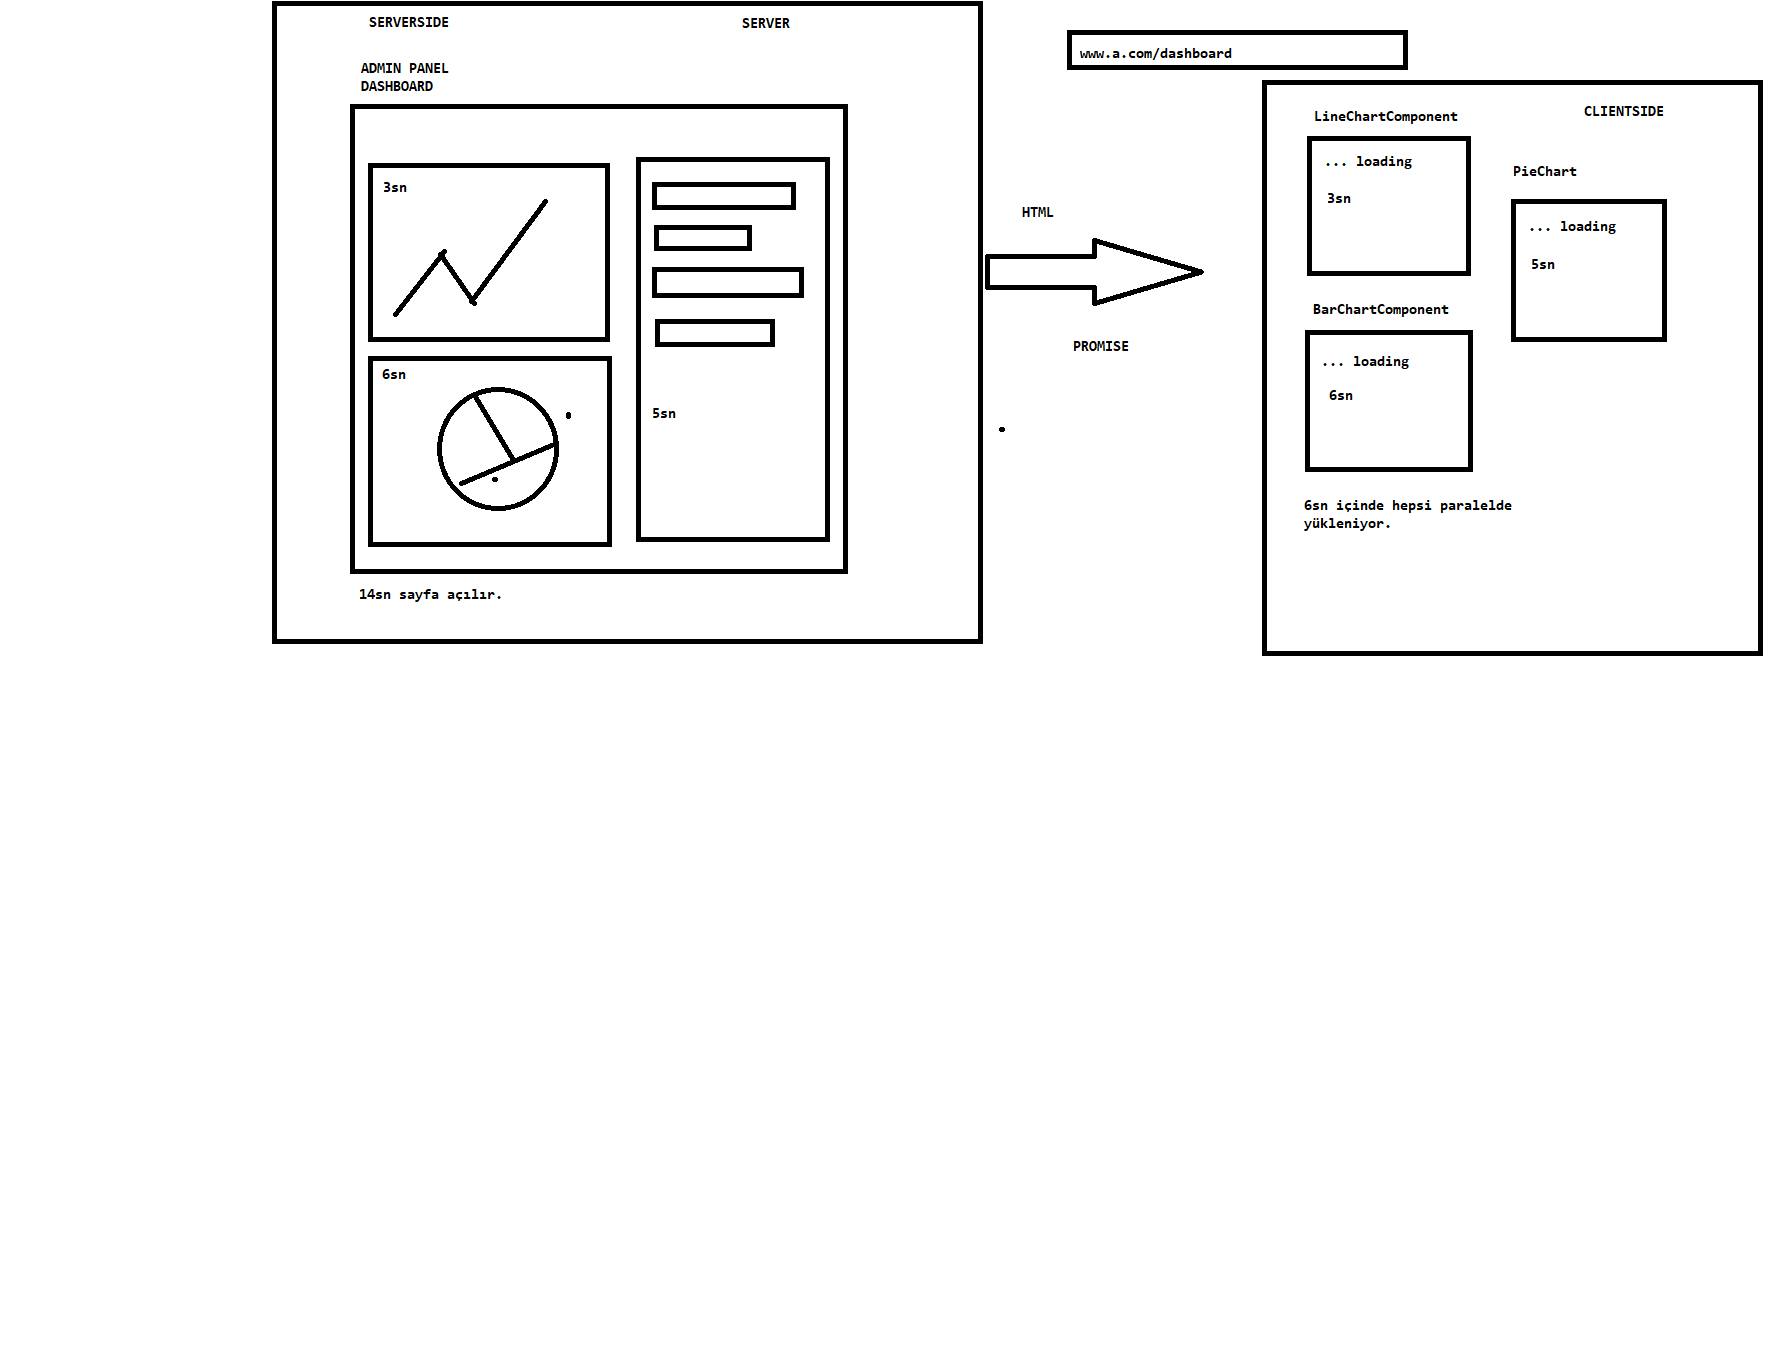 SERVERSIDE
SERVER
ADMIN PANEL
DASHBOARD
3sn
6sn
5sn
14sn sayfa açılır.
HTML
PROMISE
www.a.com/dashboard
CLIENTSIDE
LineChartComponent
... loading
3sn
PieChart
... loading
5sn
BarChartComponent
... loading
6sn
6sn içinde hepsi paralelde
yükleniyor.